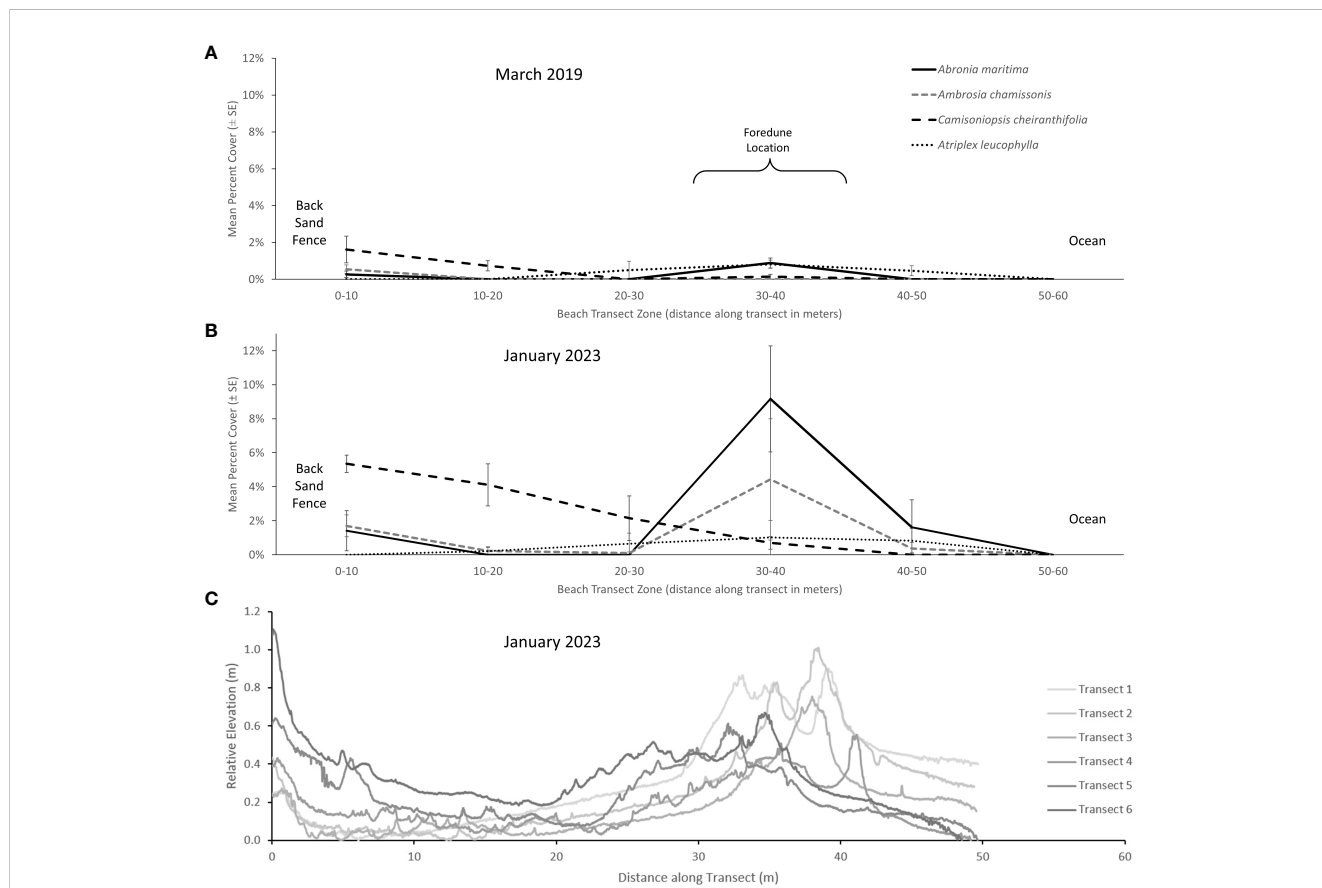 A
March 2019
12%
10%
8%
6%
4%
2%
0%
Mean Percent Cover (± SE)
Abronia maritima
Ambrosia chamissonis
Camisoniopsis cheiranthifolia
Atriplex leucophylla
Foredune
Location
Back
Sand
Fence
Ocean
0-10 10-20 20-30 30-40 40-50 50-60
Beach Transect Zone (distance along transect in meters)
B
January 2023
12%
10%
8%
6%
4%
2%
0%
Mean Percent Cover (± SE)
Back
Sand
Fence
Ocean
0-10 10-20 20-30 30-40 40-50 50-60
Beach Transect Zone (distance along transect in meters)
C
January 2023
1.2
1.0
0.8
0.6
0.4
0.2
0.0
Relative Elevation (m)
Transect 1
Transect 2
Transect 3
Transect 4
Transect 5
Transect 6
0 10 20 30 40 50 60
Distance along Transect (m)